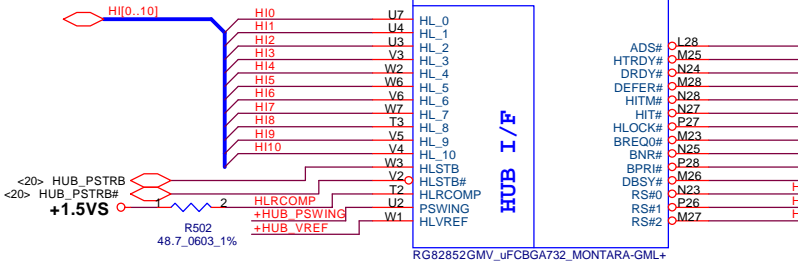 HI[0..10]
HI0 U7 HL_0
HI1 U4 HL_1
HI2 U3 HL_2
HI3 V3 HL_3
HI4 W2 HL_4
HI5 W6 HL_5
HI6 V6 HL_6
HI7 W7 HL_7
HI8 T3 HL_8
HI9 V5 HL_9
HI10 V4 HL_10
W3 HLSTB
<20> HUB_PSTRB V2 HLSTB#
<20> HUB_PSTRB# T2 HLRCOMP
+1.5VS 1 2 HLRCOMP U2 PSWING
+HUB_PSWING W1 HLVREF
R502 +HUB_VREF
48.7_0603_1%
HUB I/F
ADS# L28
HTRDY# M25
DRDY# N24
DEFER# M28
HITM# N28
HIT# N27
HLOCK# P27
BREQ0# M23
BNR# N25
BPRI# P28
DBSY# M26
RS#0 N23
RS#1 P26
RS#2 M27
RG82852GMV_uFCBGA732_MONTARA-GML+